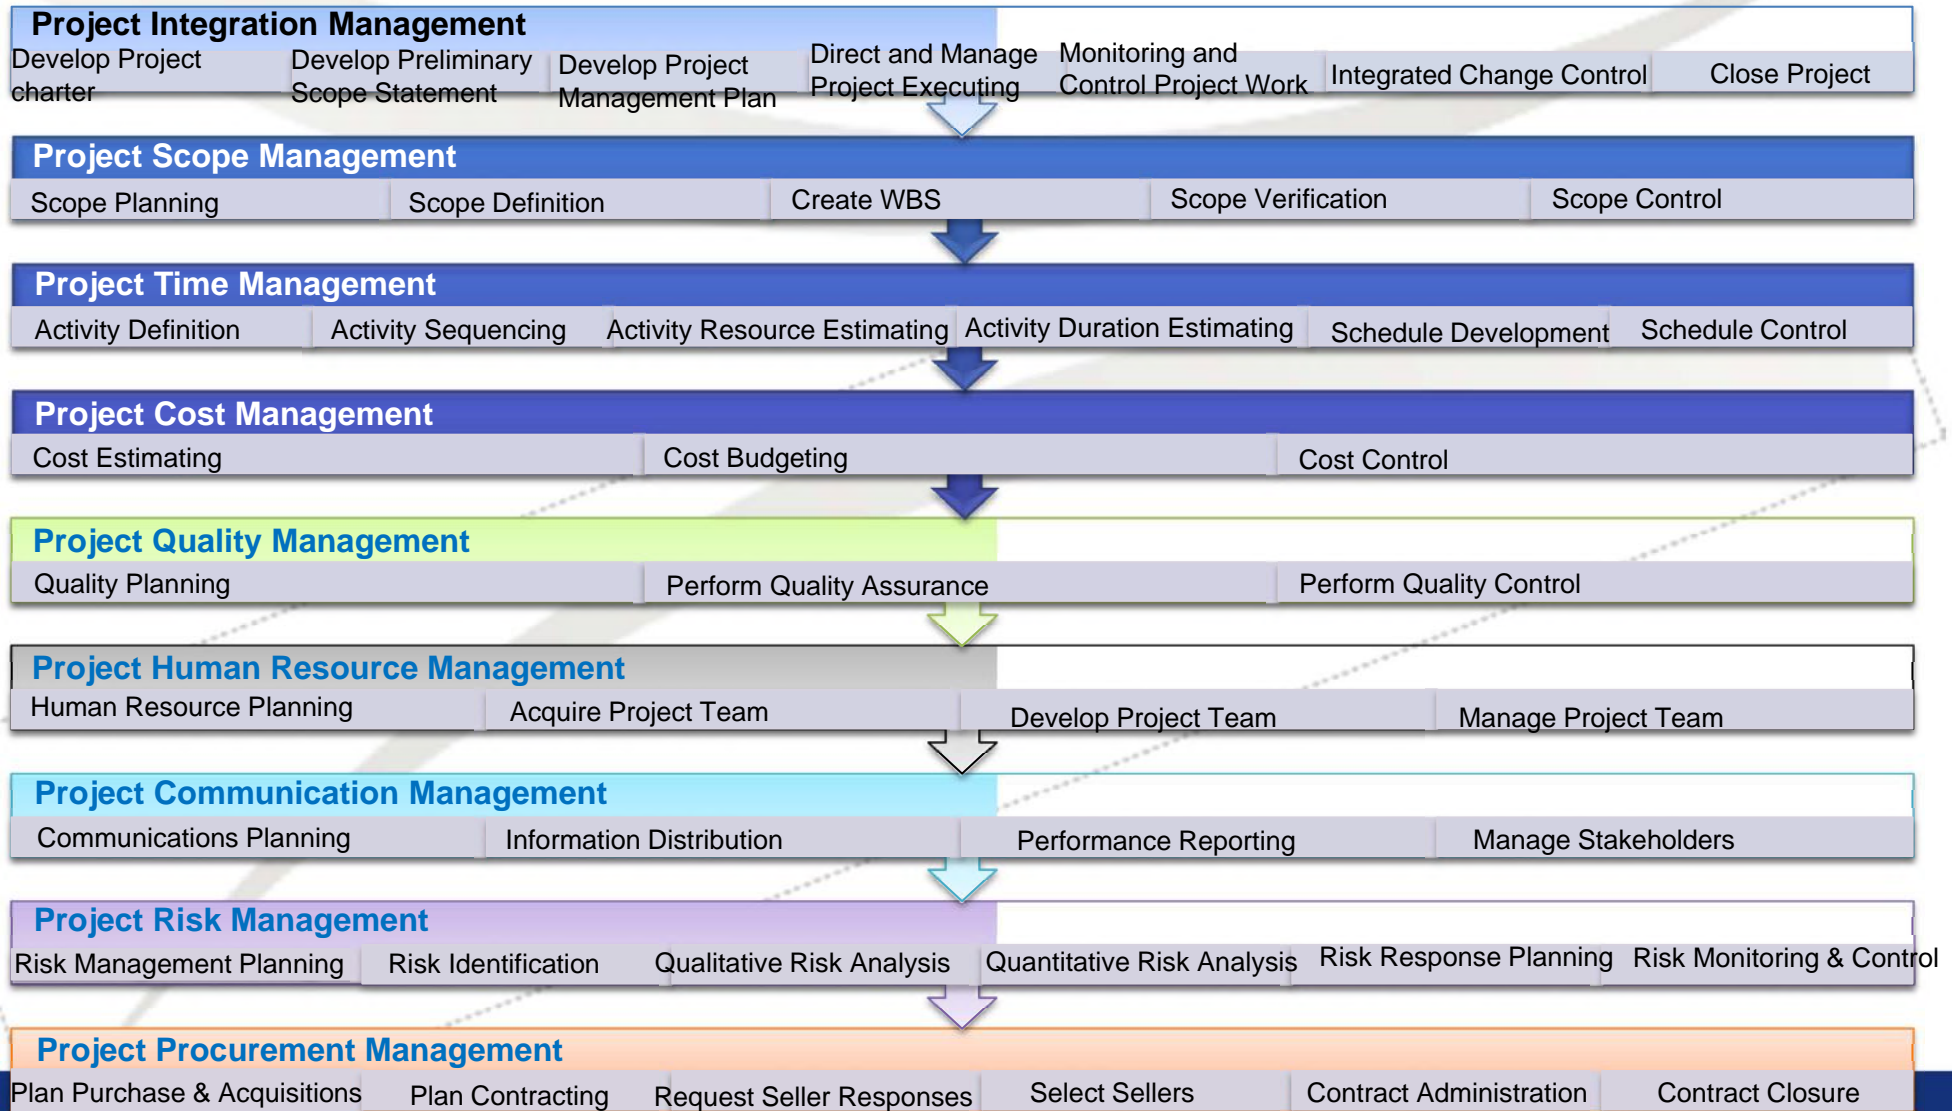 Project Integration Management
Develop Project
charter
Develop Preliminary
Scope Statement
Develop Project
Management Plan
Direct and Manage
Project Executing
Monitoring and
Control Project Work
Integrated Change Control
Close Project
Project Scope Management
Scope Planning
Scope Definition
Create WBS
Scope Verification
Scope Control
Project Time Management
Activity Definition
Activity Sequencing
Activity Resource Estimating
Activity Duration Estimating
Schedule Development
Schedule Control
Project Cost Management
Cost Estimating
Cost Budgeting
Cost Control
Project Quality Management
Quality Planning
Perform Quality Assurance
Perform Quality Control
Project Human Resource Management
Human Resource Planning
Acquire Project Team
Develop Project Team
Manage Project Team
Project Communication Management
Communications Planning
Information Distribution
Performance Reporting
Manage Stakeholders
Project Risk Management
Risk Management Planning
Risk Identification
Qualitative Risk Analysis
Quantitative Risk Analysis
Risk Response Planning
Risk Monitoring & Control
Project Procurement Management
Plan Purchase & Acquisitions
Plan Contracting
Request Seller Responses
Select Sellers
Contract Administration
Contract Closure